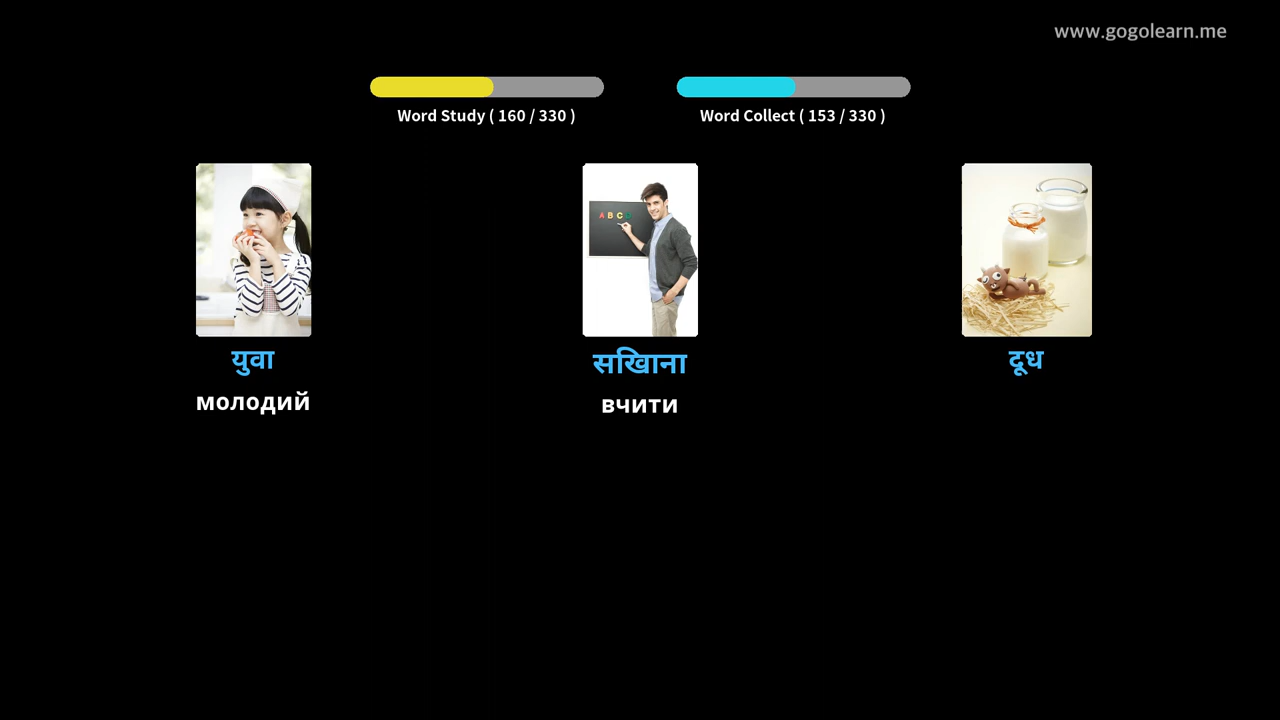 www.gogolearn.me
Word Study ( 160 / 330 )
Word Collect ( 153 / 330 )
A B C
युवा
सखिाना
दूध
молодий
вчити